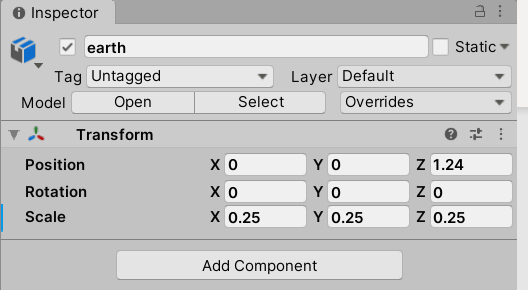 Inspector
earth Static
Tag Untagged Layer Default
Model Open Select Overrides
Transform
Position X 0 Y 0 Z 1.24
Rotation X 0 Y 0 Z 0
Scale X 0.25 Y 0.25 Z 0.25
Add Component